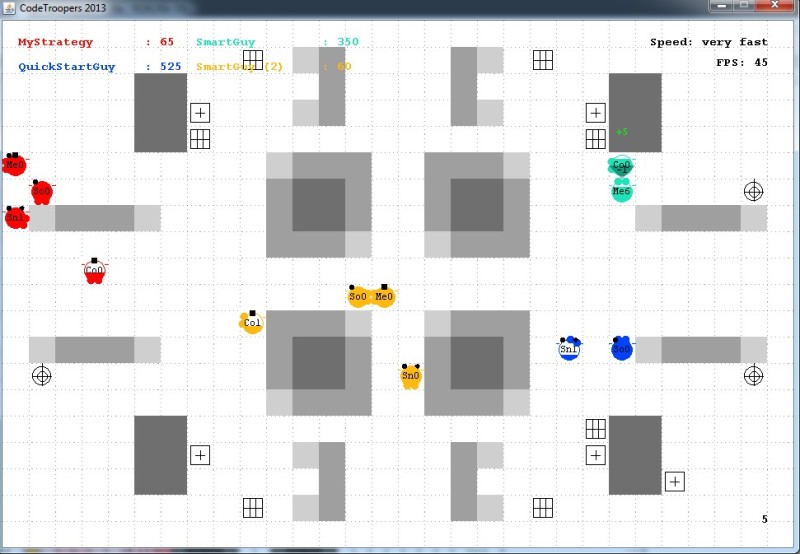 CodeTroopers 2013
MyStrategy : 65 SmartGuy : 350 Speed: very fast
QuickStartGuy : 525 SmartGuy (2) : 60 FPS: 45
+5
Me0 Co0
So0 Me6
Sn1
Co0
So0 Me0
Co1
Sn1 So0
Sn0
5